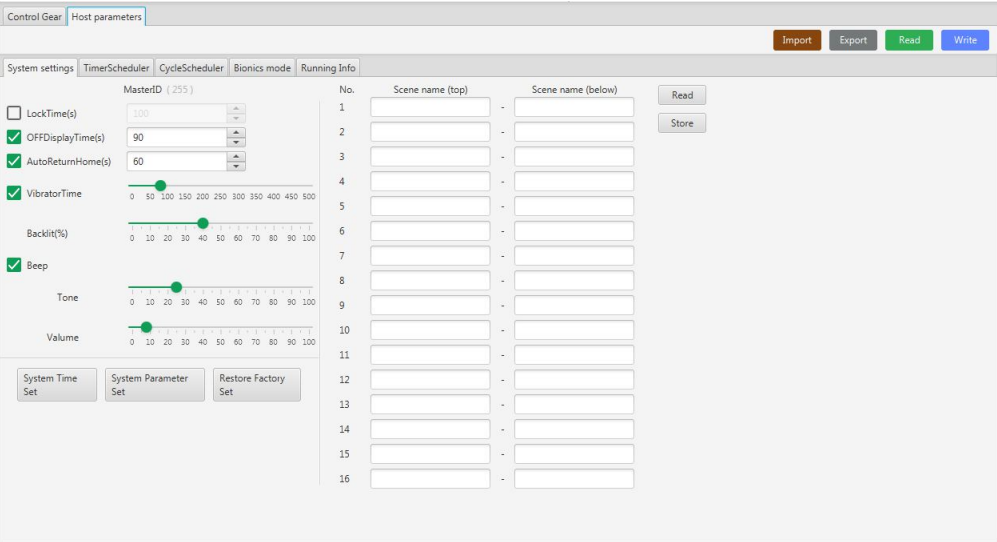 Control Gear Host parameters
Import Export Read Write
System settings TimerScheduler CycleScheduler Bionics mode Running Info
MasterID ( 255 )
LockTime(s) 100
OFFDisplayTime(s) 90
AutoReturnHome(s) 60
VibratorTime
0 50 100 150 200 250 300 350 400 450 500
Backlit(%)
0 10 20 30 40 50 60 70 80 90 100
Beep
Tone
0 10 20 30 40 50 60 70 80 90 100
Valume
0 10 20 30 40 50 60 70 80 90 100
System Time
Set
System Parameter
Set
Restore Factory
Set
No. Scene name (top) Scene name (below)
1 -
2 -
3 -
4 -
5 -
6 -
7 -
8 -
9 -
10 -
11 -
12 -
13 -
14 -
15 -
16 -
Read
Store